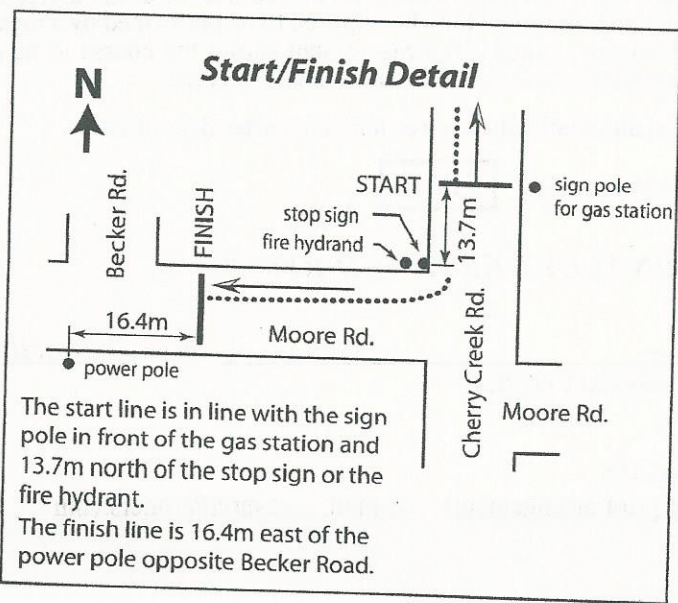 Start/Finish Detail
N
Becker Rd.
FINISH
START
stop sign
fire hydrand
13.7m
sign pole
for gas station
16.4m
Moore Rd.
Cherry Creek Rd.
Moore Rd.
power pole
The start line is in line with the sign
pole in front of the gas station and
13.7m north of the stop sign or the
fire hydrant.
The finish line is 16.4m east of the
power pole opposite Becker Road.